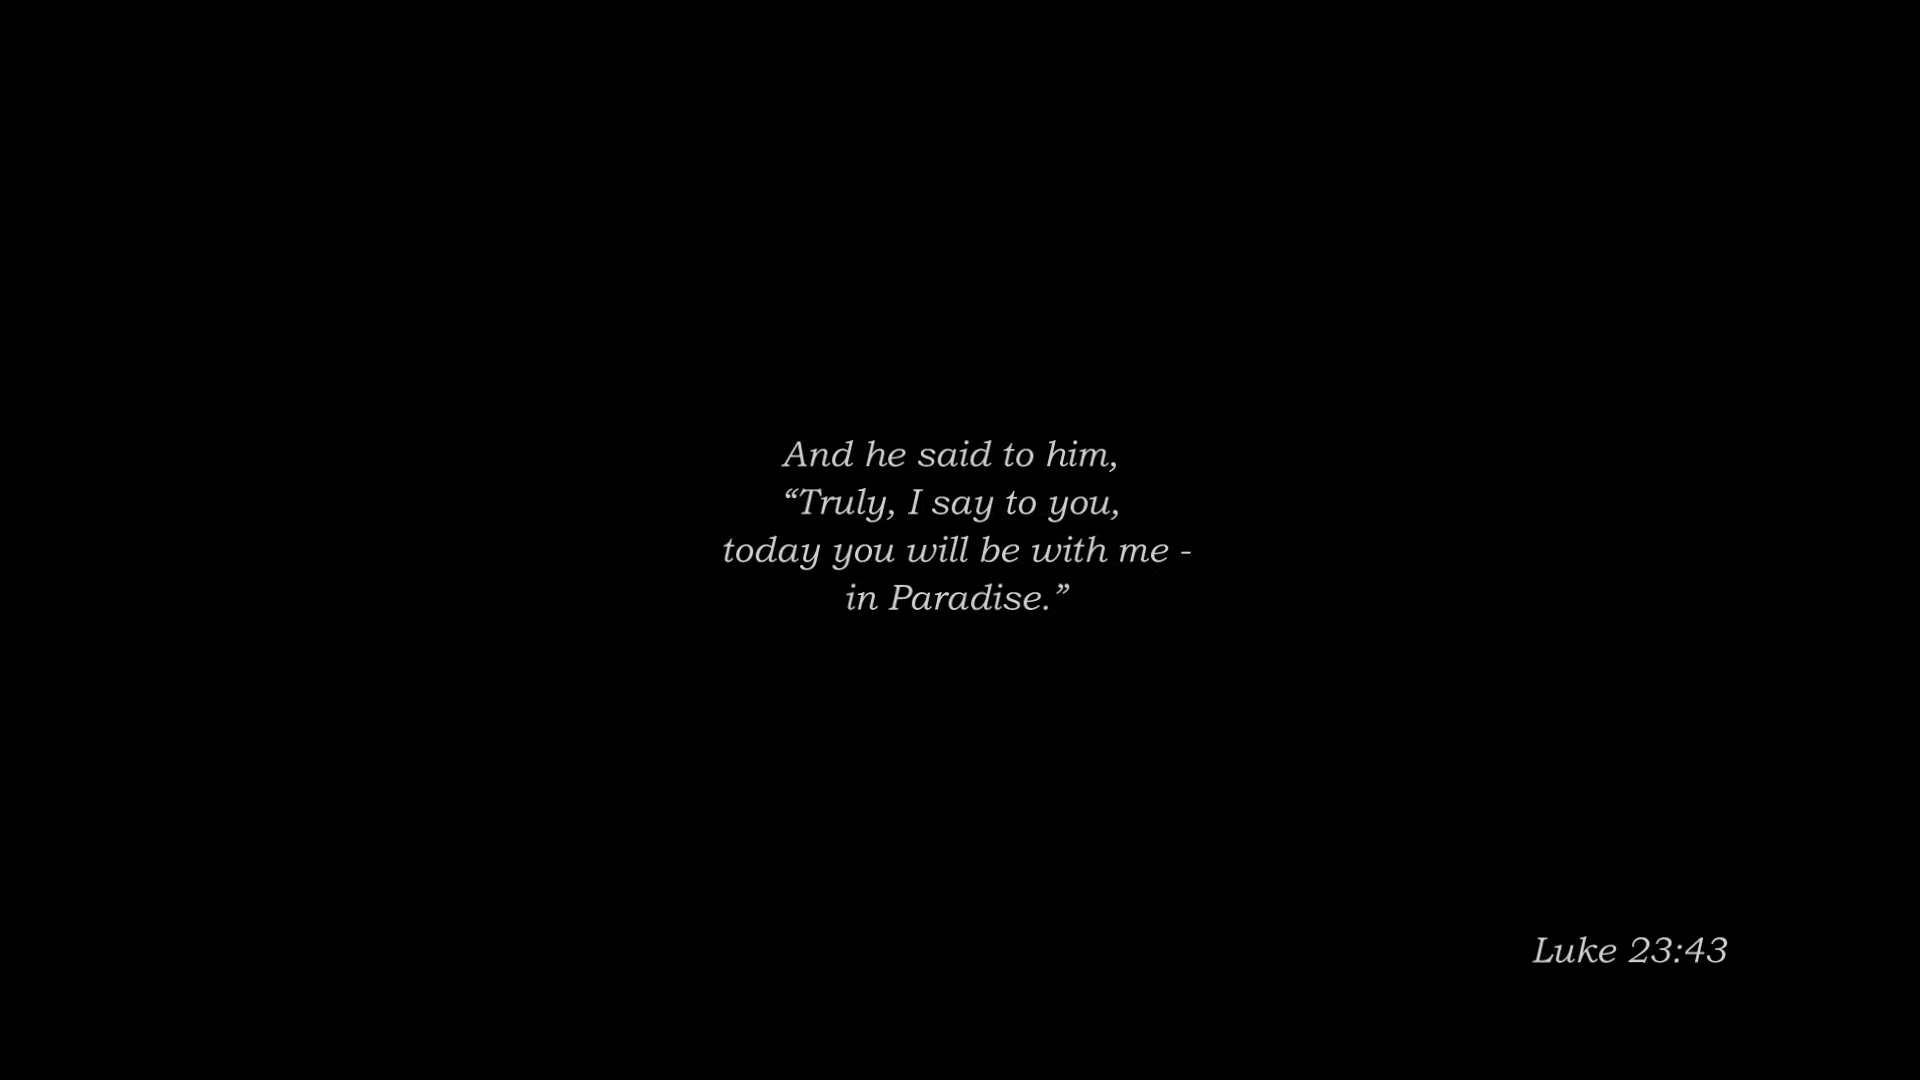 And he said to him,
“Truly, I say to you,
today you will be with me -
in Paradise.”
Luke 23:43